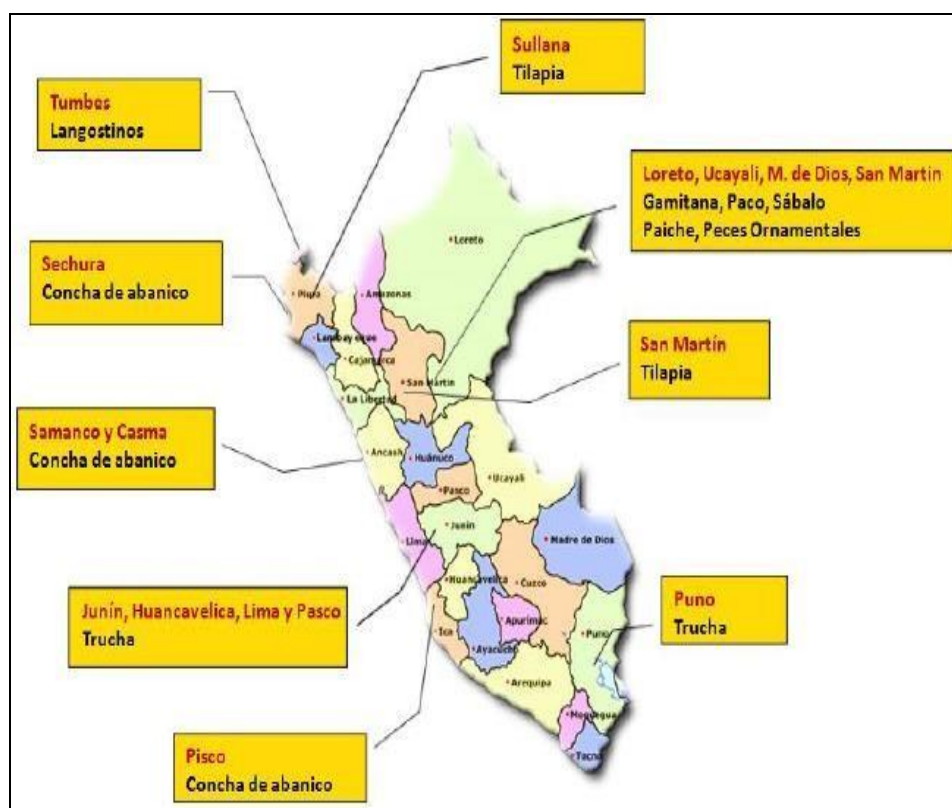 Sullana
Tilapia
Tumbes
Langostinos
Loreto, Ucayali, M. de Dios, San Martin
Gamitana, Paco, Sábalo
Paiche, Peces Ornamentales
Sechura
Concha de abanico
San Martín
Tilapia
Samanco y Casma
Concha de abanico
Junín, Huancavelica, Lima y Pasco
Trucha
Puno
Trucha
Pisco
Concha de abanico
Loreto
Piura
Amazonas
Lambayeque
Cajamarca
San Martín
La Libertad
Ancash
Huánuco
Ucayali
Pasco
Junín
Lima
Madre de Dios
Huancavelica
Cuzco
Ica
Apurimac
Ayacucho
Puno
Arequipa
Moquegua
Tacna